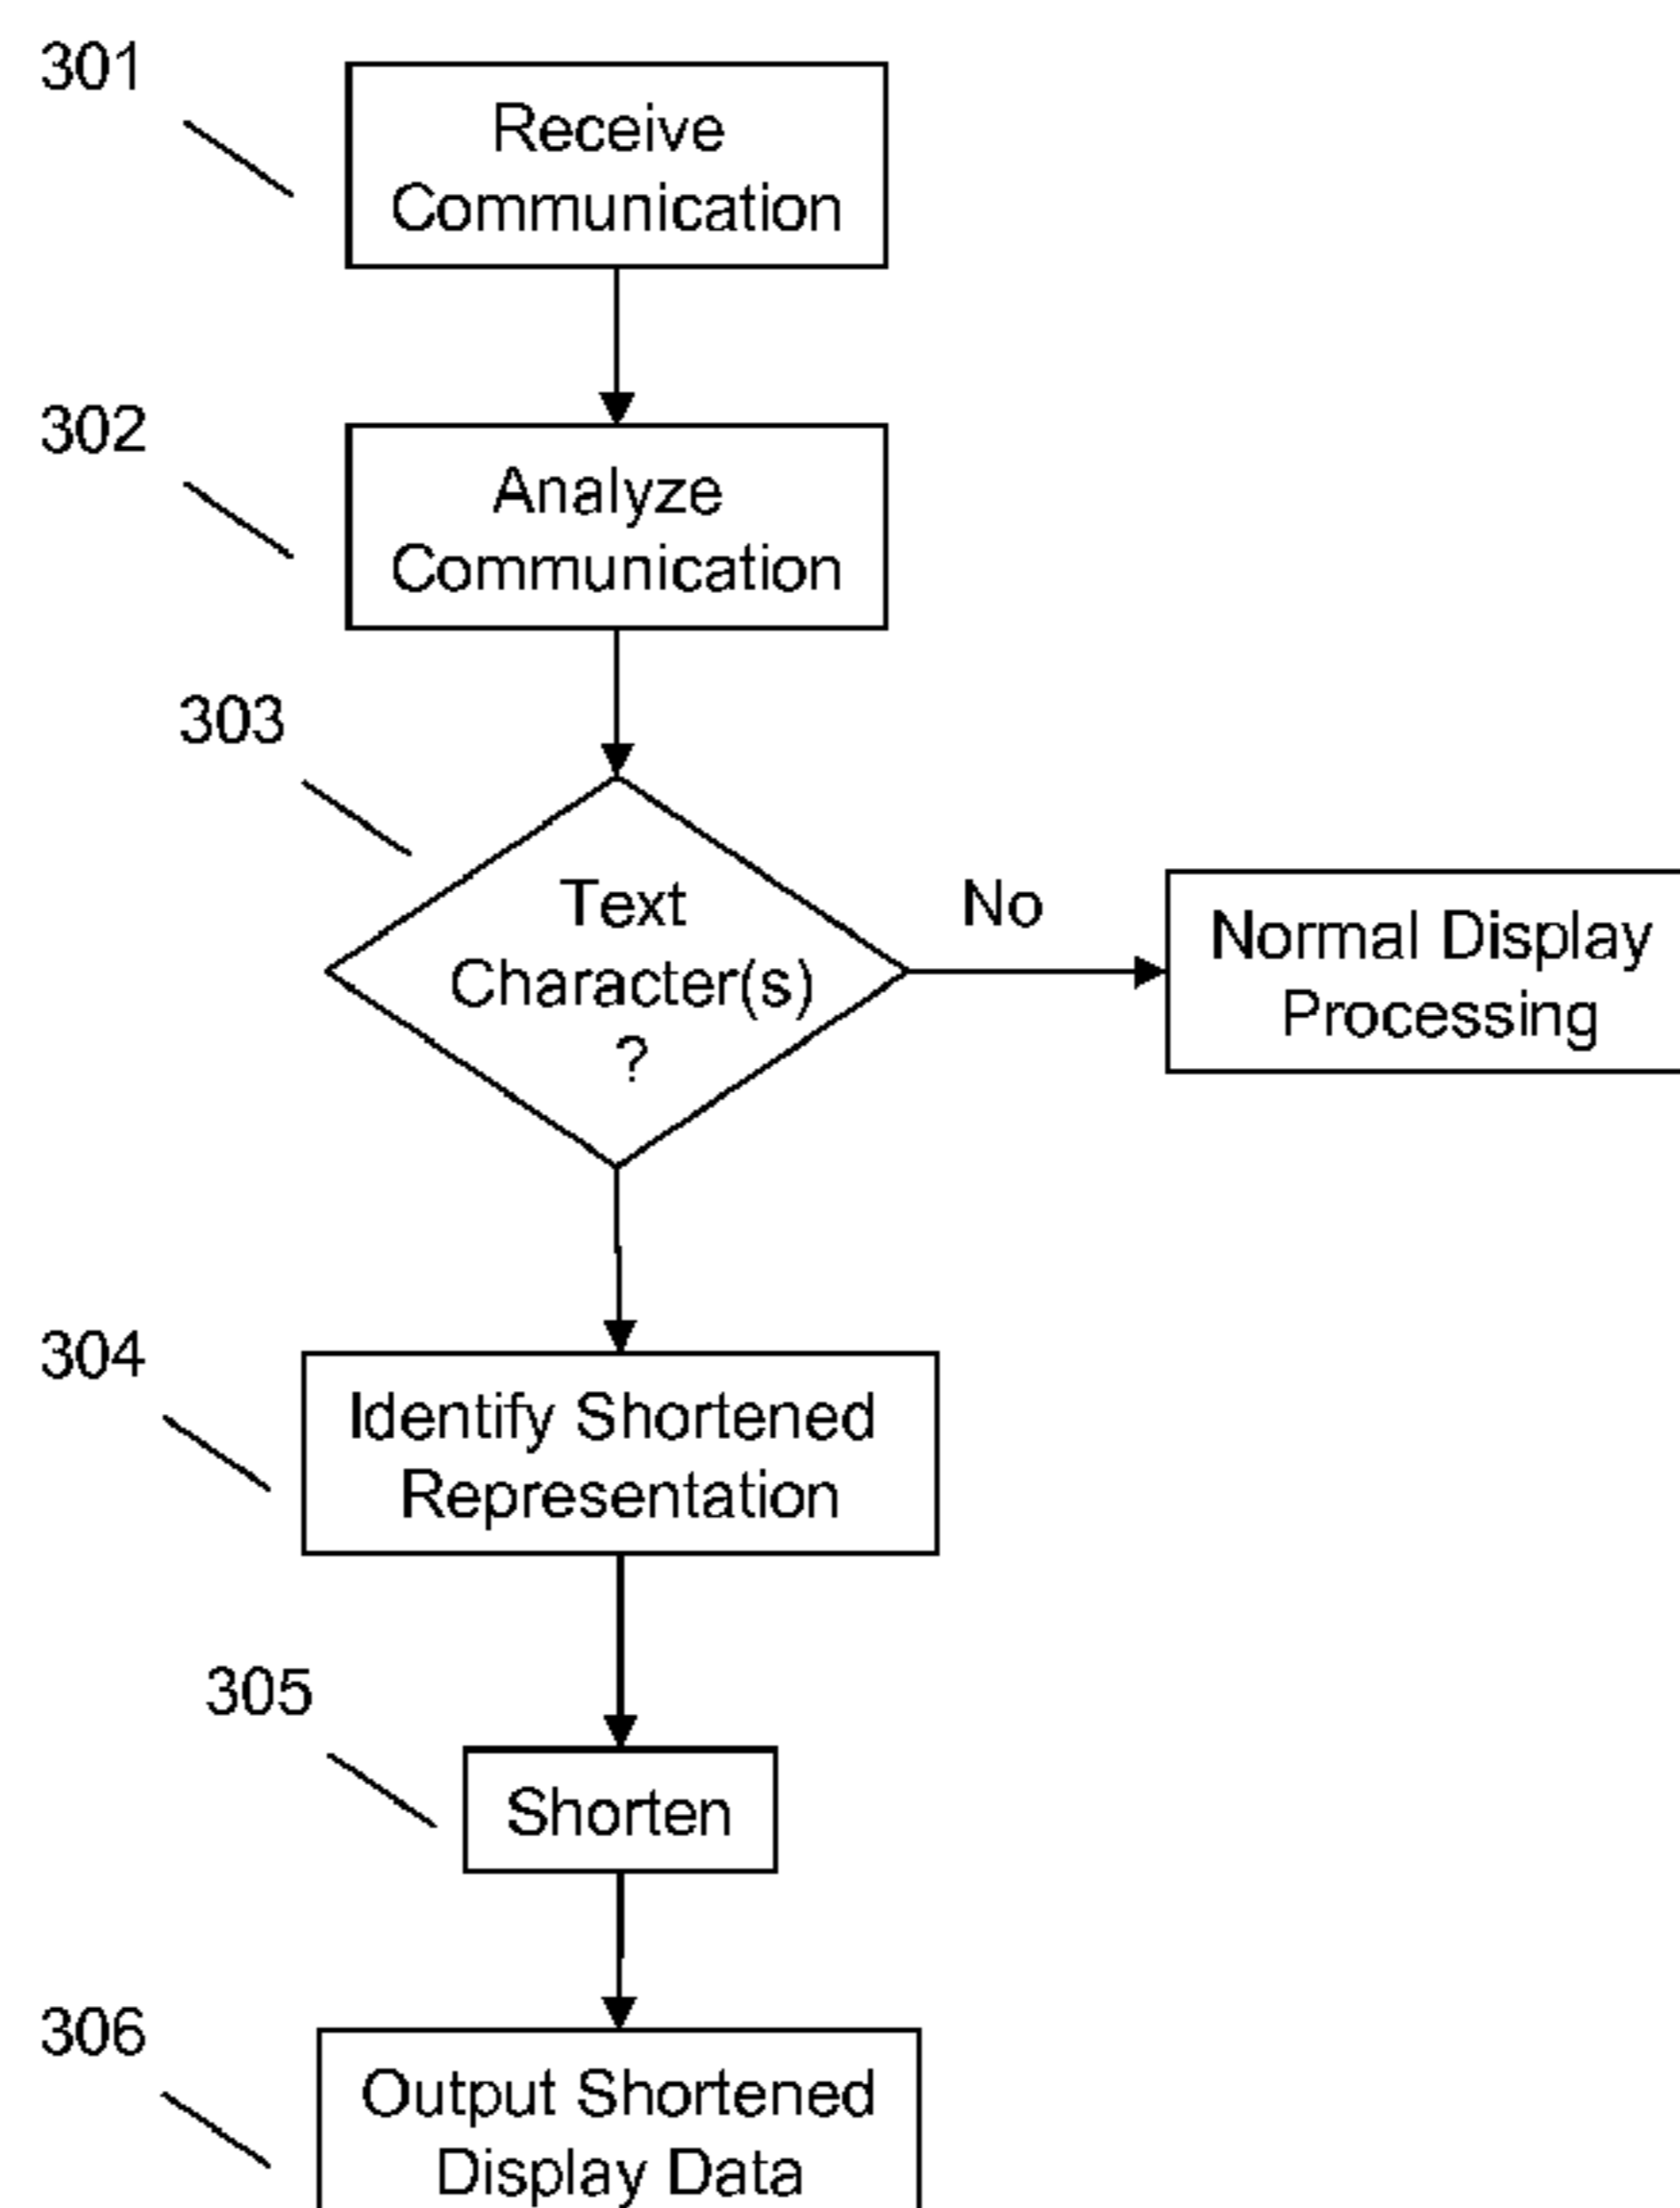 301
Receive
Communication
302
Analyze
Communication
303
Text
Character(s)
?
No
Normal Display
Processing
304
Identify Shortened
Representation
305
Shorten
306
Output Shortened
Display Data